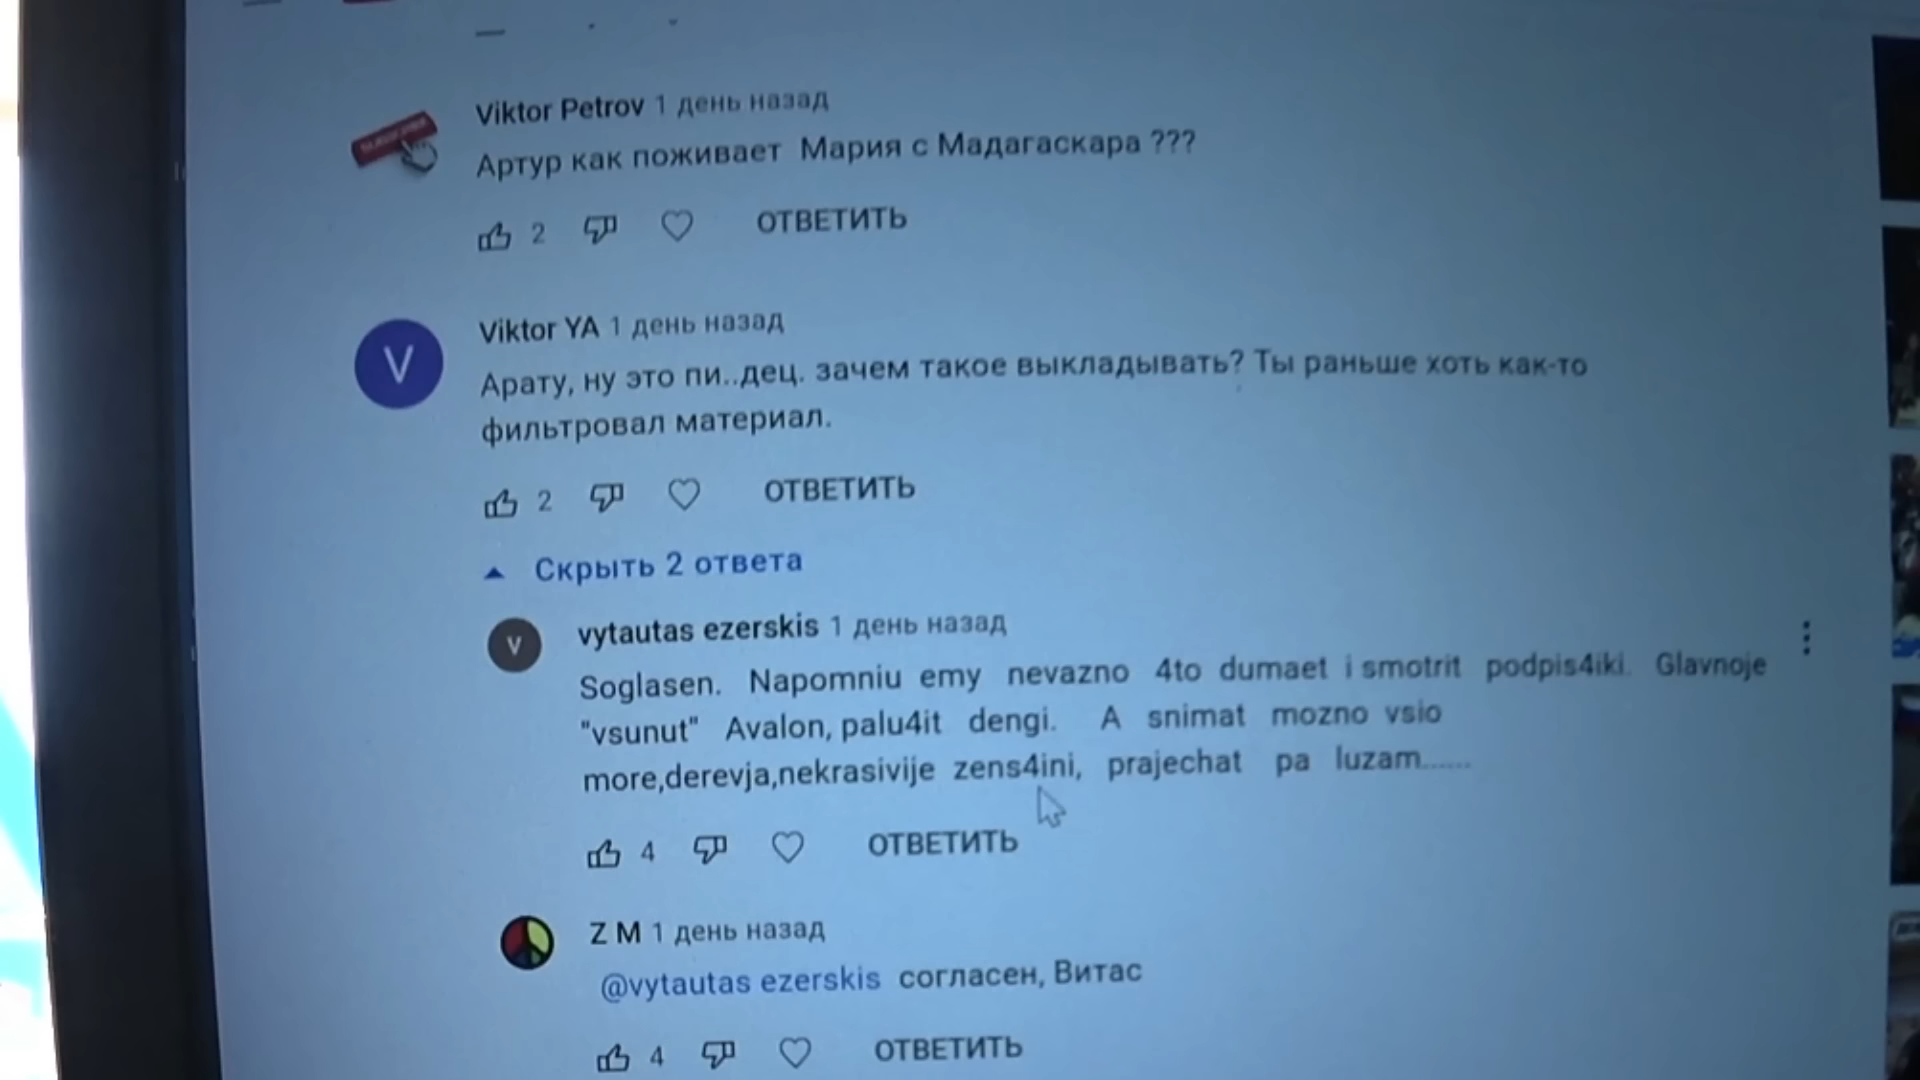 Viktor Petrov 1 день назад
Артур как поживает Мария с Мадагаскара ???
2 ОТВЕТИТЬ
V
Viktor YA 1 день назад
Арату, ну это пи..дец. зачем такое выкладывать? Ты раньше хоть как-то
фильтровал материал.
2 ОТВЕТИТЬ
Скрыть 2 ответа
V
vytautas ezerskis 1 день назад
Soglasen. Napomniu emy nevazno 4to dumaet i smotrit podpis4iki. Glavnoje
"vsunut" Avalon, palu4it dengi. A snimat mozno vsio
more,derevja,nekrasivije zens4ini, prajechat pa luzam......
4 ОТВЕТИТЬ
Z M 1 день назад
@vytautas ezerskis согласен, Витас
4 ОТВЕТИТЬ